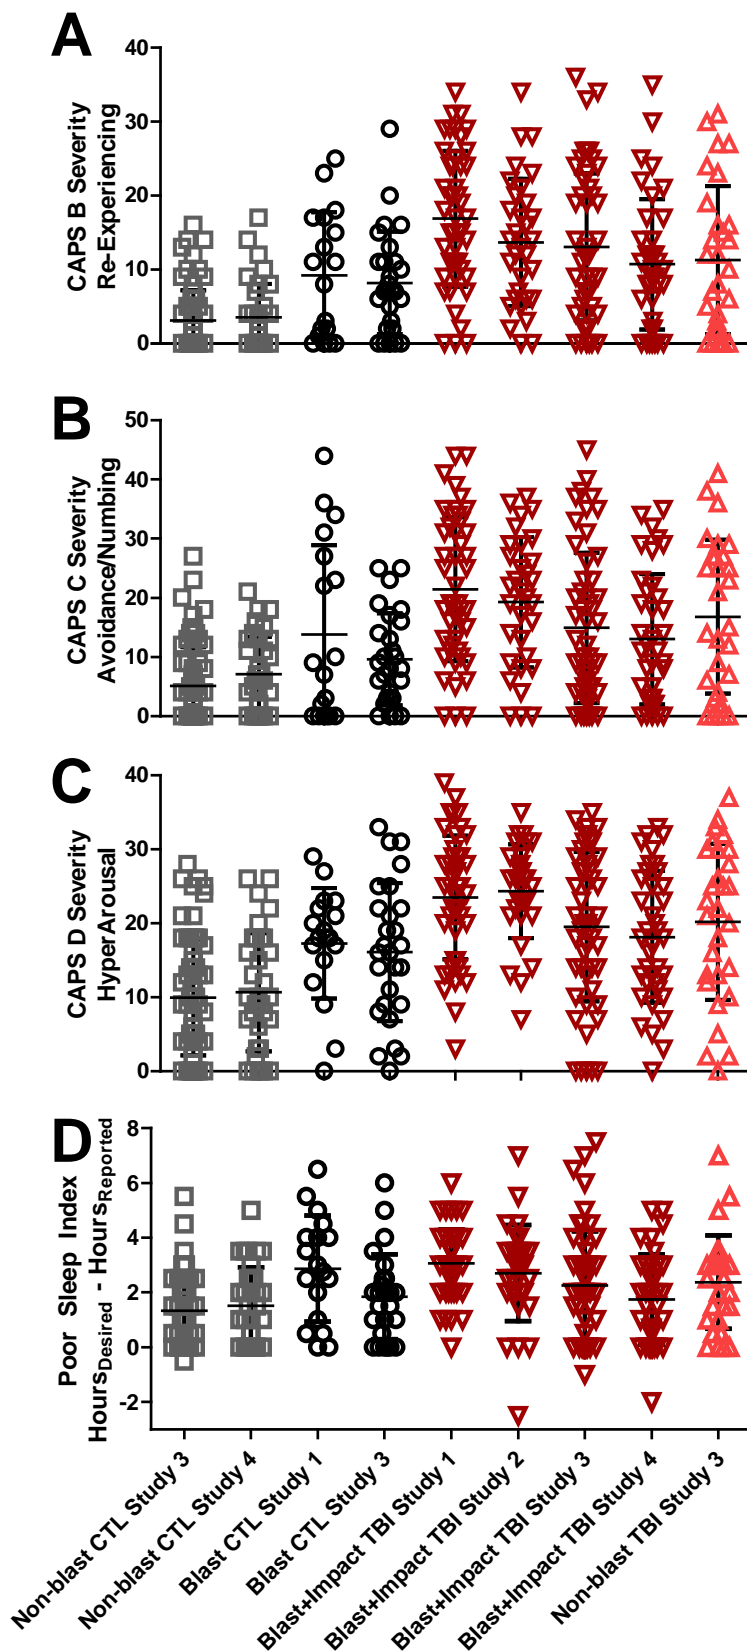 A
CAPS B Severity
Re-Experiencing
40
30
20
10
0
B
CAPS C Severity
Avoidance/Numbing
50
40
30
20
10
0
C
CAPS D Severity
HyperArousal
40
30
20
10
0
D
Poor Sleep Index
HoursDesired - HoursReported
8
6
4
2
0
-2
Non-blast CTL Study 3
Non-blast CTL Study 4
Blast CTL Study 1
Blast CTL Study 3
Blast+Impact TBI Study 1
Blast+Impact TBI Study 2
Blast+Impact TBI Study 3
Blast+Impact TBI Study 4
Non-blast TBI Study 3